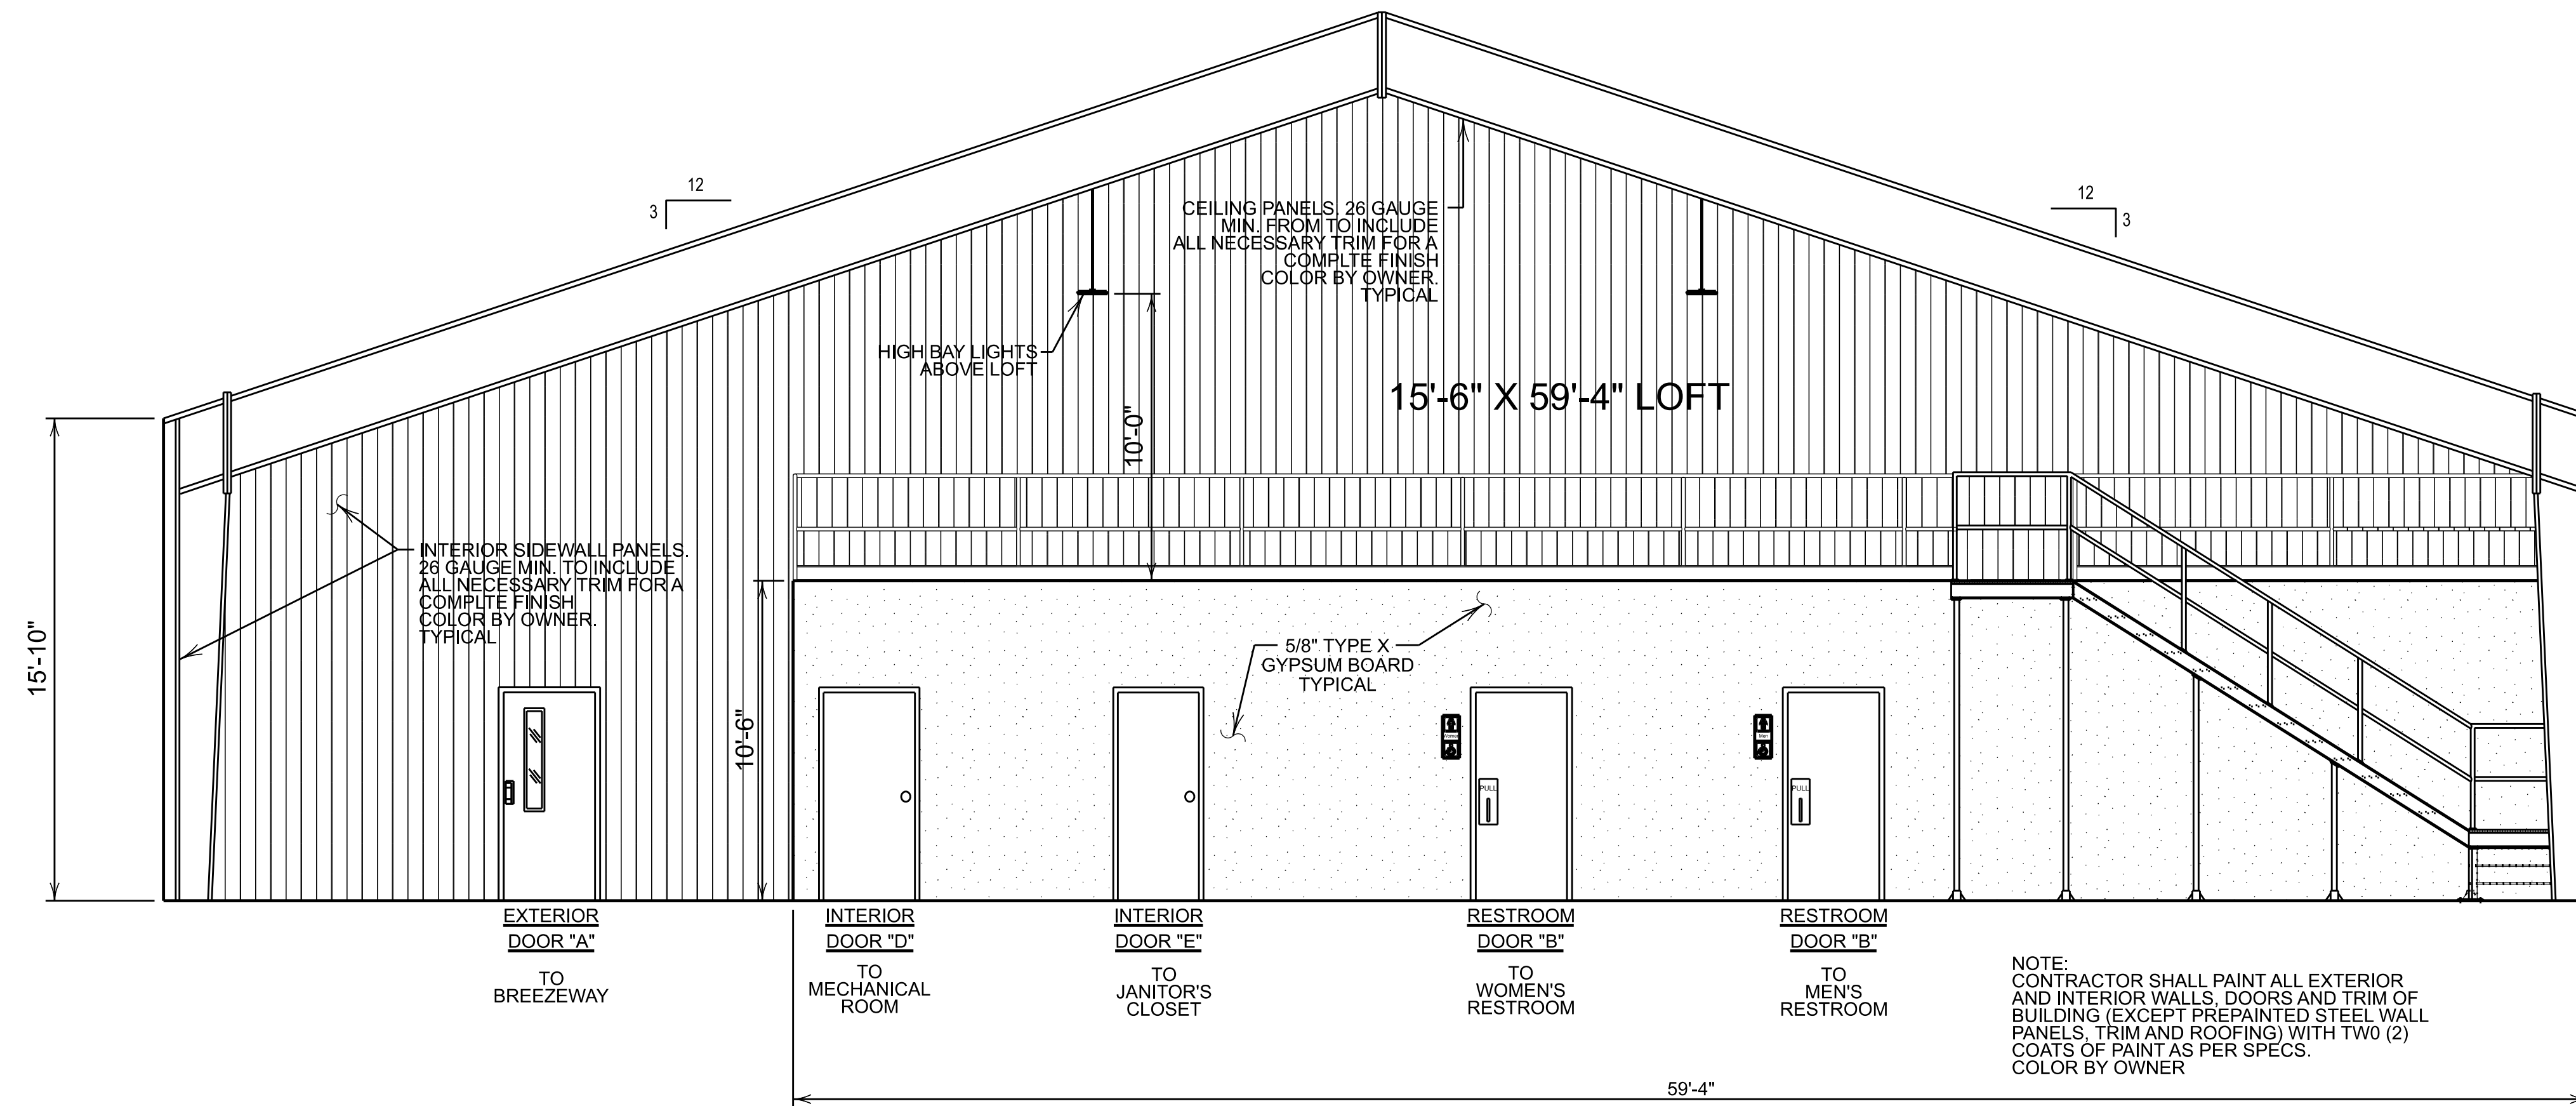 12
3
12
3
CEILING PANELS. 26 GAUGE
MIN. FROM TO INCLUDE
ALL NECESSARY TRIM FOR A
COMPLTE FINISH
COLOR BY OWNER.
TYPICAL
HIGH BAY LIGHTS
ABOVE LOFT
10'-0"
15'-6" X 59'-4" LOFT
INTERIOR SIDEWALL PANELS.
26 GAUGE MIN. TO INCLUDE
ALL NECESSARY TRIM FOR A
COMPLTE FINISH
COLOR BY OWNER.
TYPICAL
15'-10"
10'-6"
5/8" TYPE X
GYPSUM BOARD
TYPICAL
Women
Men
PULL
PULL
EXTERIOR
DOOR "A"
TO
BREEZEWAY
INTERIOR
DOOR "D"
TO
MECHANICAL
ROOM
INTERIOR
DOOR "E"
TO
JANITOR'S
CLOSET
RESTROOM
DOOR "B"
TO
WOMEN'S
RESTROOM
RESTROOM
DOOR "B"
TO
MEN'S
RESTROOM
NOTE:
CONTRACTOR SHALL PAINT ALL EXTERIOR
AND INTERIOR WALLS, DOORS AND TRIM OF
BUILDING (EXCEPT PREPAINTED STEEL WALL
PANELS, TRIM AND ROOFING) WITH TW0 (2)
COATS OF PAINT AS PER SPECS.
COLOR BY OWNER
59'-4"